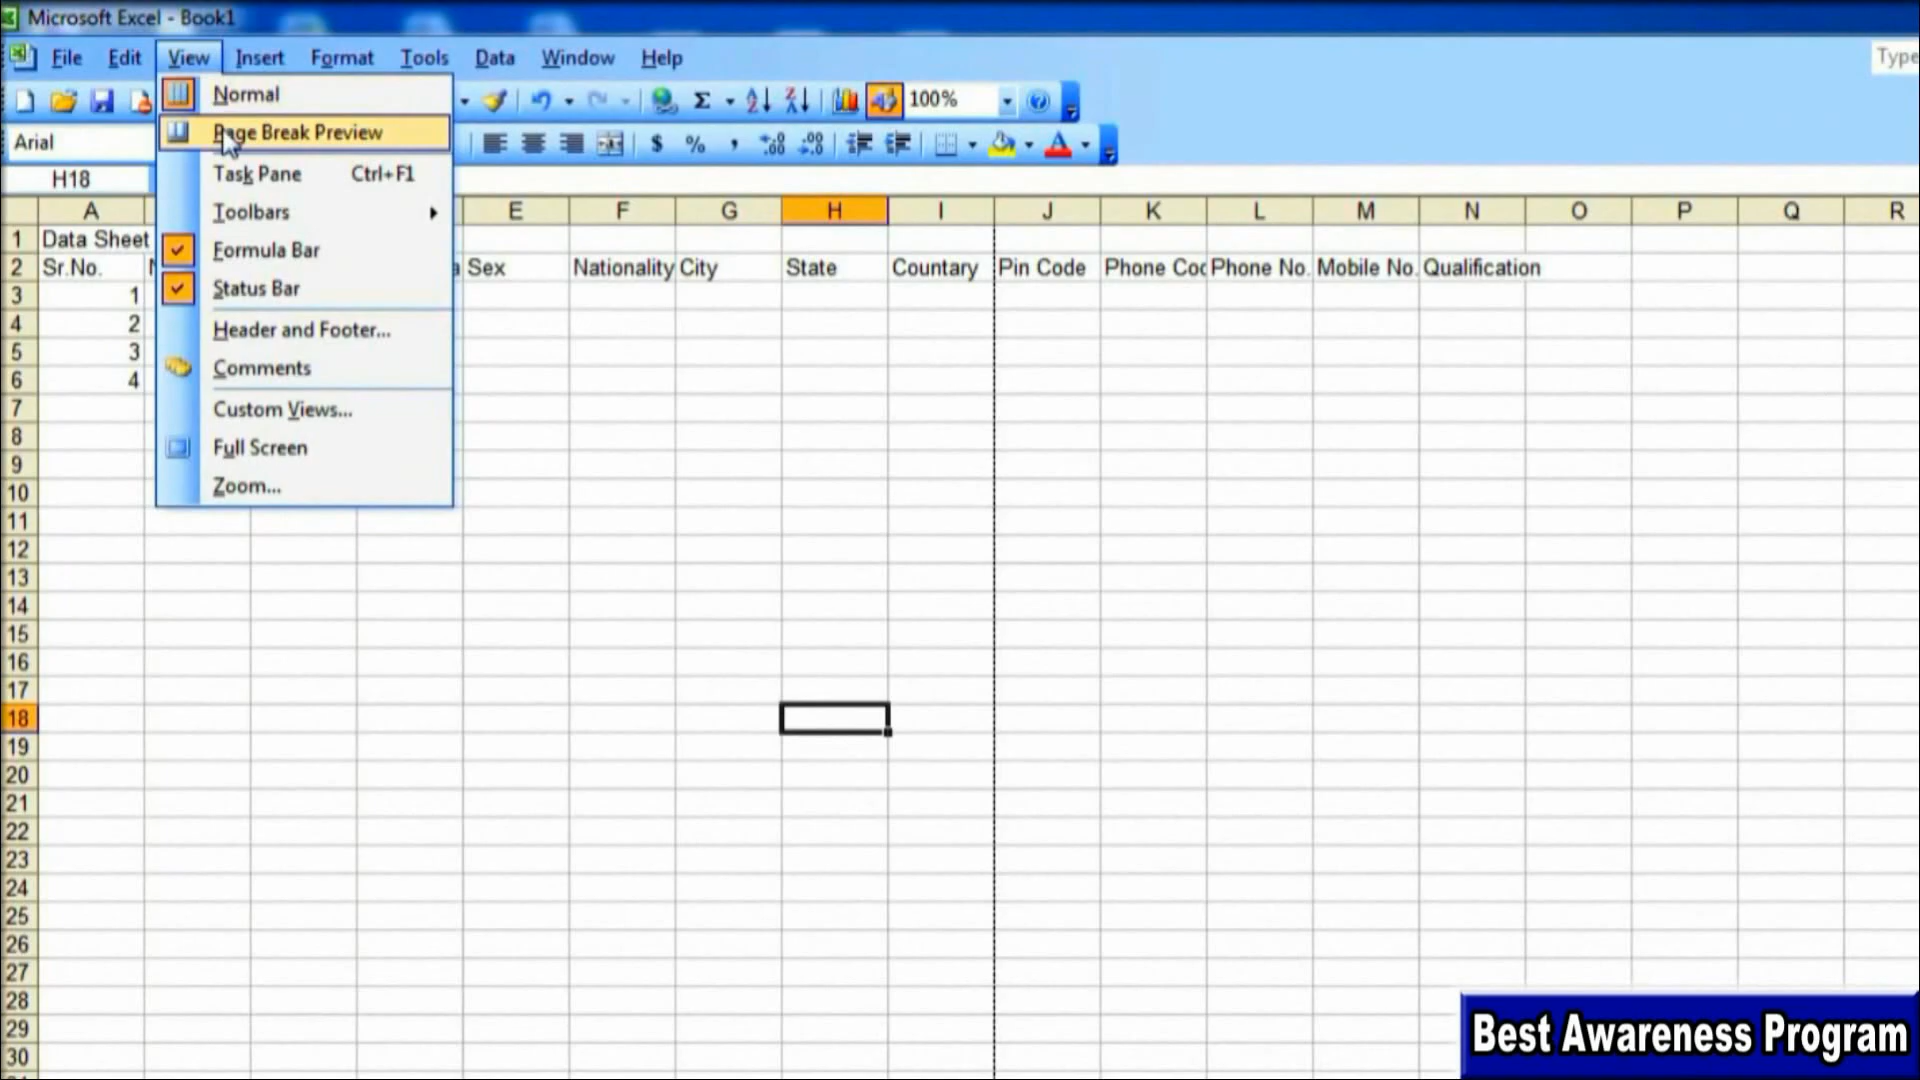 Microsoft Excel - Book1
File Edit View Insert Format Tools Data Window Help Type
100%
Arial $ % ,
H18
Normal
Page Break Preview
Task Pane Ctrl+F1
Toolbars
Formula Bar
Status Bar
Header and Footer...
Comments
Custom Views...
Full Screen
Zoom...
A E F G H I J K L M N O P Q R
1 Data Sheet
2 Sr.No. Sex Nationality City State Countary Pin Code Phone Coc Phone No. Mobile No. Qualification
3 1
4 2
5 3
6 4
7
8
9
10
11
12
13
14
15
16
17
18
19
20
21
22
23
24
25
26
27
28
29
30
Best Awareness Program